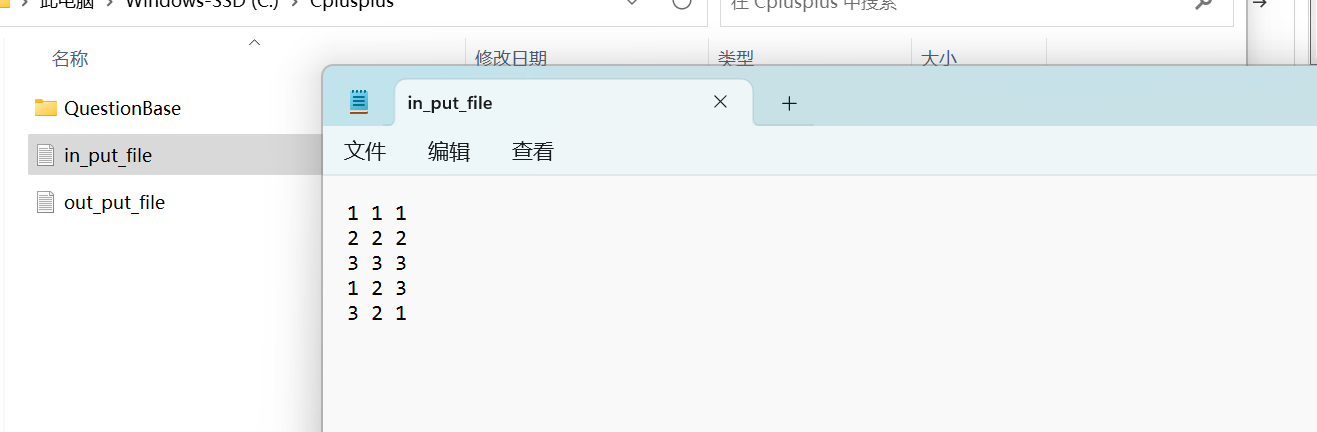 此电脑 Windows-SSD (C:) Cplusplus
在 Cplusplus 中搜索
名称 修改日期 类型 大小
QuestionBase
in_put_file
out_put_file
in_put_file
文件 编辑 查看
1 1 1
2 2 2
3 3 3
1 2 3
3 2 1